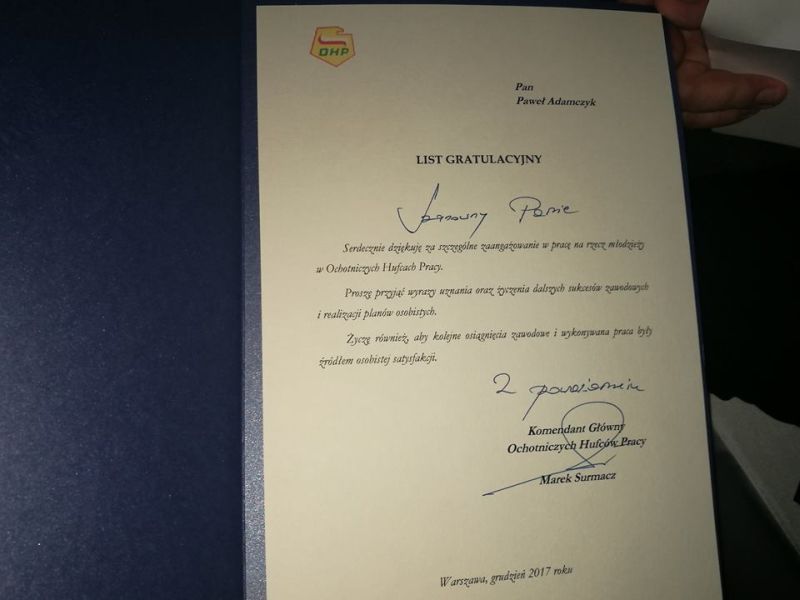 OHP
Pan
Paweł Adamczyk
LIST GRATULACYJNY
Szanowny Panie
Serdecznie dziękuję za szczególne zaangażowanie w pracę na rzecz młodzieży
w Ochotniczych Hufcach Pracy.
Proszę przyjąć wyrazy uznania oraz życzenia dalszych sukcesów zawodowych
i realizacji planów osobistych.
Życzę również, aby kolejne osiągnięcia zawodowe i wykonywana praca były
źródłem osobistej satysfakcji.
Z poważaniem
Komendant Główny
Ochotniczych Hufców Pracy
Marek Surmacz
Warszawa, grudzień 2017 roku